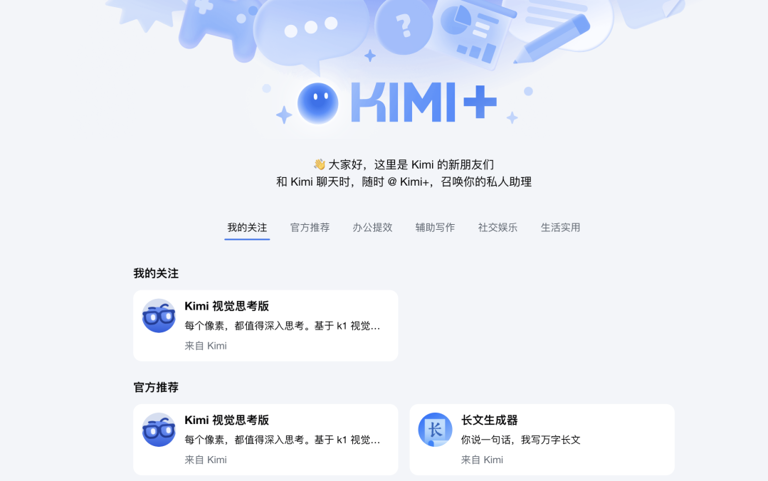 ?
KIMI+
👋 大家好，这里是 Kimi 的新朋友们
和 Kimi 聊天时，随时 @ Kimi+，召唤你的私人助理
我的关注 官方推荐 办公提效 辅助写作 社交娱乐 生活实用
我的关注
Kimi 视觉思考版
每个像素，都值得深入思考。基于 k1 视觉...
来自 Kimi
官方推荐
Kimi 视觉思考版
每个像素，都值得深入思考。基于 k1 视觉...
来自 Kimi
长
长文生成器
你说一句话，我写万字长文
来自 Kimi